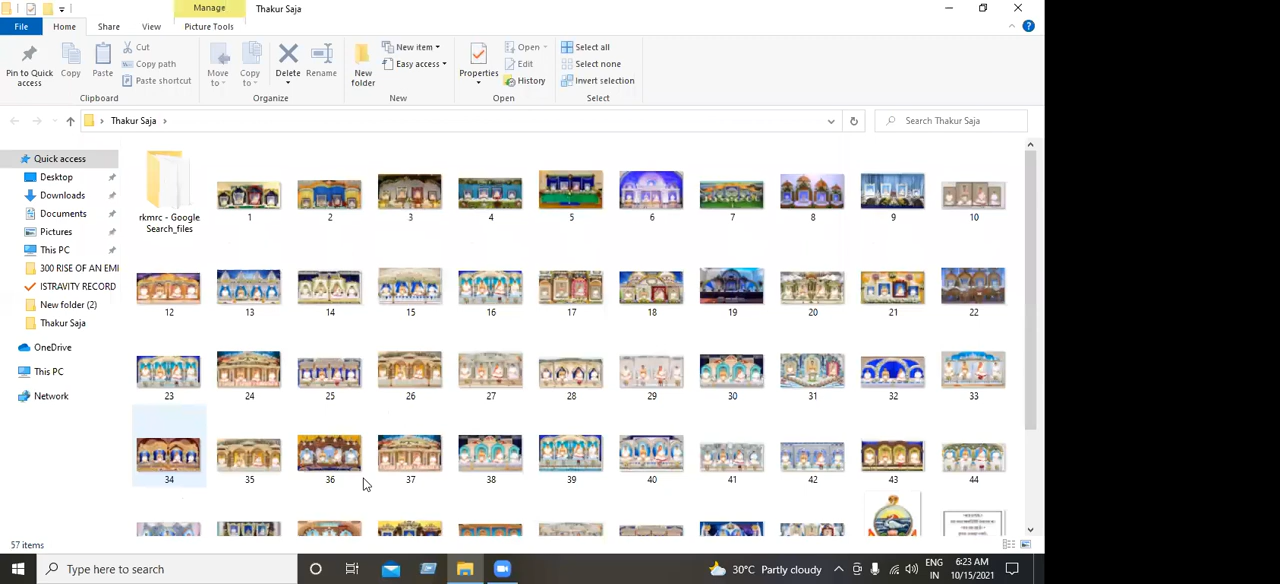 Manage
Thakur Saja
File
Home
Share
View
Picture Tools
Pin to Quick access
Copy
Paste
Cut
Copy path
Paste shortcut
Clipboard
Move to
Copy to
Delete
Rename
Organize
New folder
New item
Easy access
New
Properties
Open
Edit
History
Open
Select all
Select none
Invert selection
Select
Thakur Saja
Search Thakur Saja
Quick access
Desktop
Downloads
Documents
Pictures
This PC
300 RISE OF AN EMI
ISTRAVITY RECORD
New folder (2)
Thakur Saja
OneDrive
This PC
Network
rkmrc - Google
Search_files
1 2 3 4 5 6 7 8 9 10
12 13 14 15 16 17 18 19 20 21 22
23 24 25 26 27 28 29 30 31 32 33
34 35 36 37 38 39 40 41 42 43 44
57 items
Type here to search
30°C Partly cloudy
ENG
IN
6:23 AM
10/15/2021